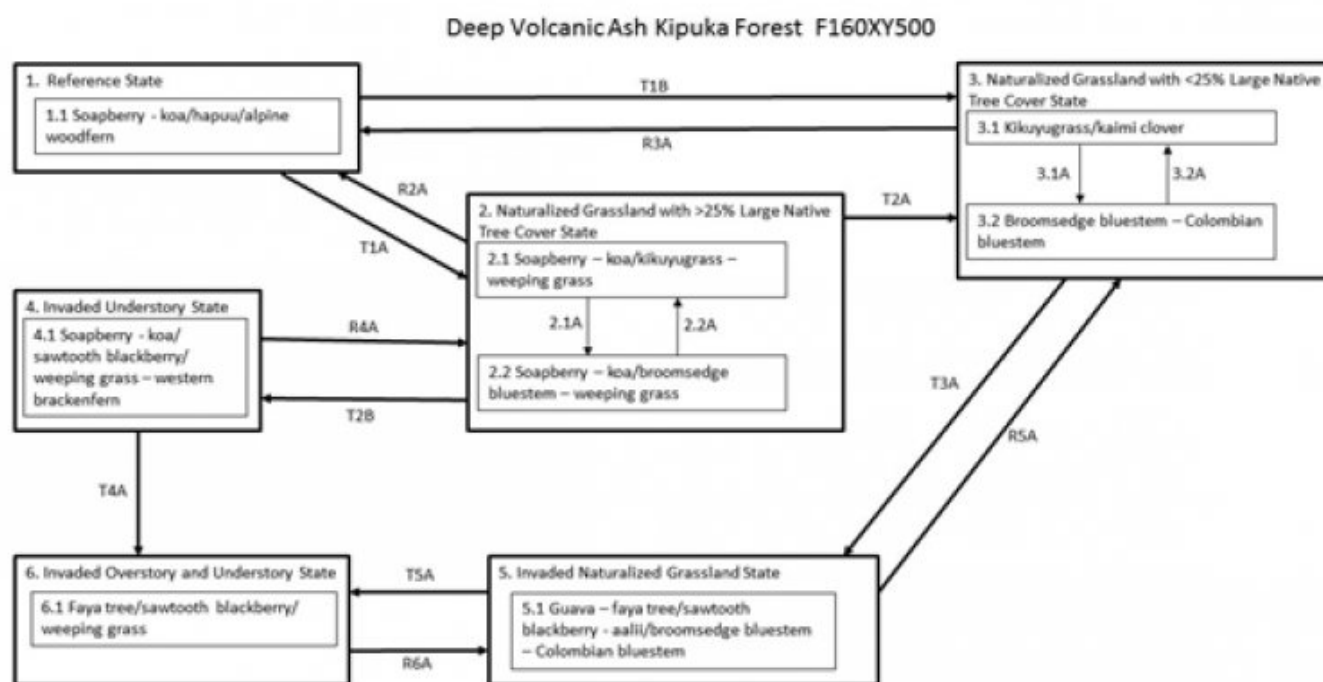 Deep Volcanic Ash Kipuka Forest F160XY500
1. Reference State
1.1 Soapberry - koa/hapuu/alpine
woodfern
T1B
R3A
3. Naturalized Grassland with <25% Large Native
Tree Cover State
3.1 Kikuyugrass/kaimi clover
3.1A
3.2A
3.2 Broomsedge bluestem – Colombian
bluestem
R2A
T1A
2. Naturalized Grassland with >25% Large Native
Tree Cover State
2.1 Soapberry – koa/kikuyugrass –
weeping grass
2.1A
2.2A
2.2 Soapberry – koa/broomsedge
bluestem – weeping grass
T2A
4. Invaded Understory State
4.1 Soapberry - koa/
sawtooth blackberry/
weeping grass – western
brackenfern
R4A
T2B
T3A
R5A
T4A
6. Invaded Overstory and Understory State
6.1 Faya tree/sawtooth blackberry/
weeping grass
T5A
R6A
5. Invaded Naturalized Grassland State
5.1 Guava – faya tree/sawtooth
blackberry - aalii/broomsedge bluestem
– Colombian bluestem